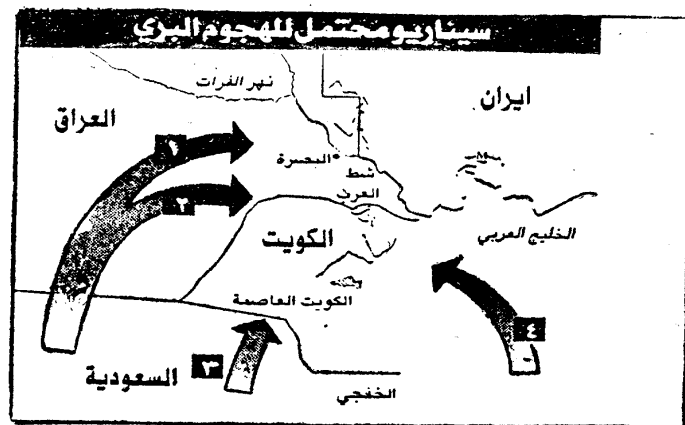 سيناريو محتمل للهجوم البري
نهر الفرات
ايران
العراق
١
البصرة
شط
العرب
٢
الكويت
الخليج العربي
الكويت العاصمة
٤
٣
السعودية
الخفجي